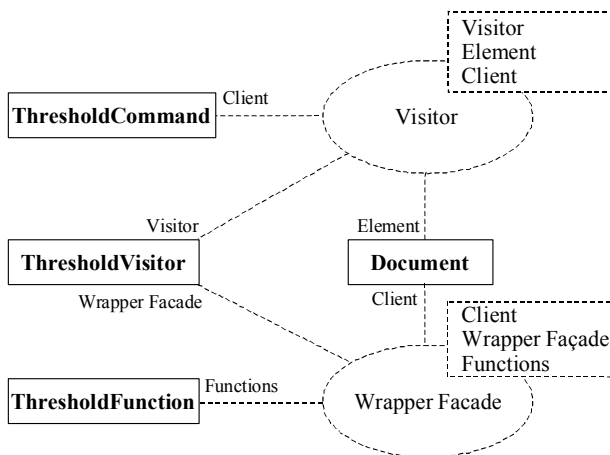 Visitor
Element
Client
Client
ThresholdCommand
Visitor
Visitor
Element
ThresholdVisitor
Document
Wrapper Facade
Client
Client
Wrapper Façade
Functions
Functions
ThresholdFunction
Wrapper Facade